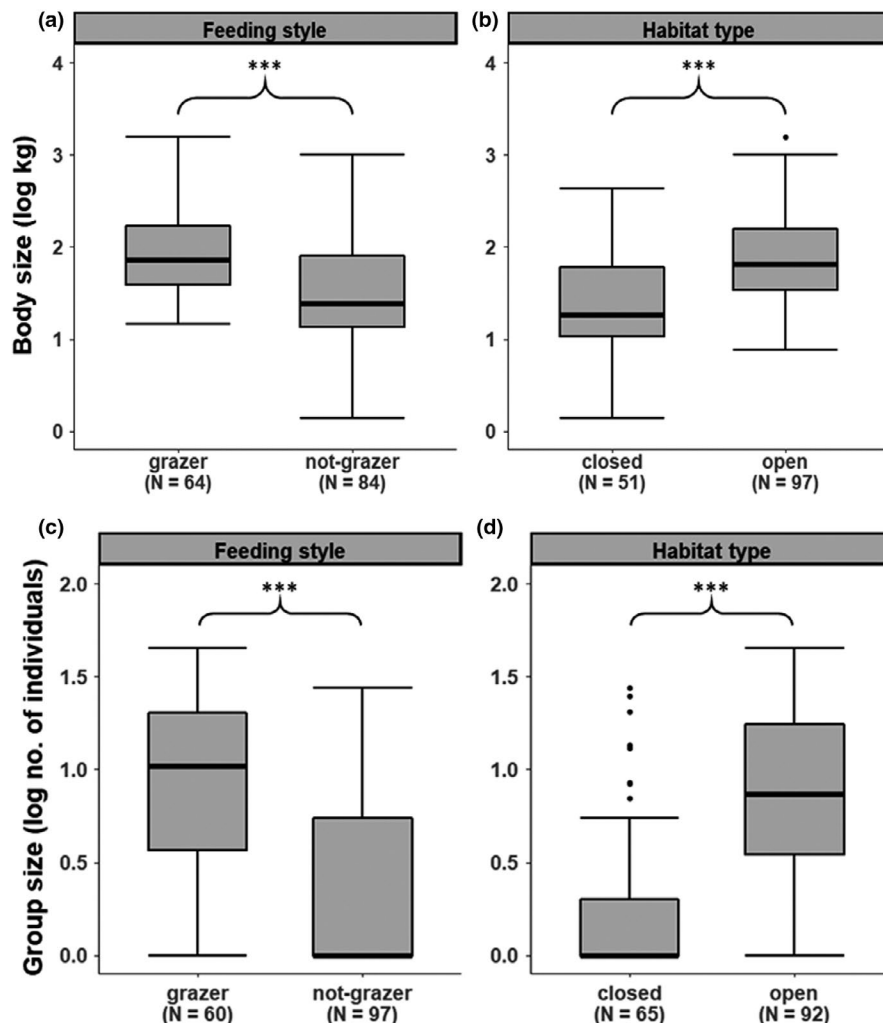 (a)
Feeding style
(b)
Habitat type
Body size (log kg)
4
3
2
1
0
***
grazer
(N = 64)
not-grazer
(N = 84)
4
3
2
1
0
***
closed
(N = 51)
open
(N = 97)
(c)
Feeding style
(d)
Habitat type
Group size (log no. of individuals)
2.0
1.5
1.0
0.5
0.0
***
grazer
(N = 60)
not-grazer
(N = 97)
2.0
1.5
1.0
0.5
0.0
***
closed
(N = 65)
open
(N = 92)